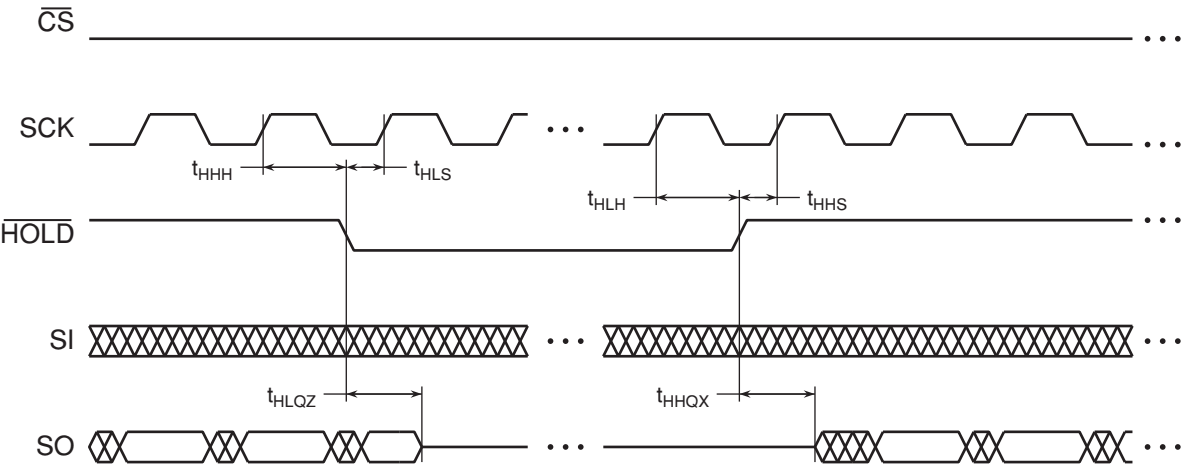 CS
SCK
tHHH
tHLS
tHLH
tHHS
HOLD
SI
tHLQZ
tHHQX
SO